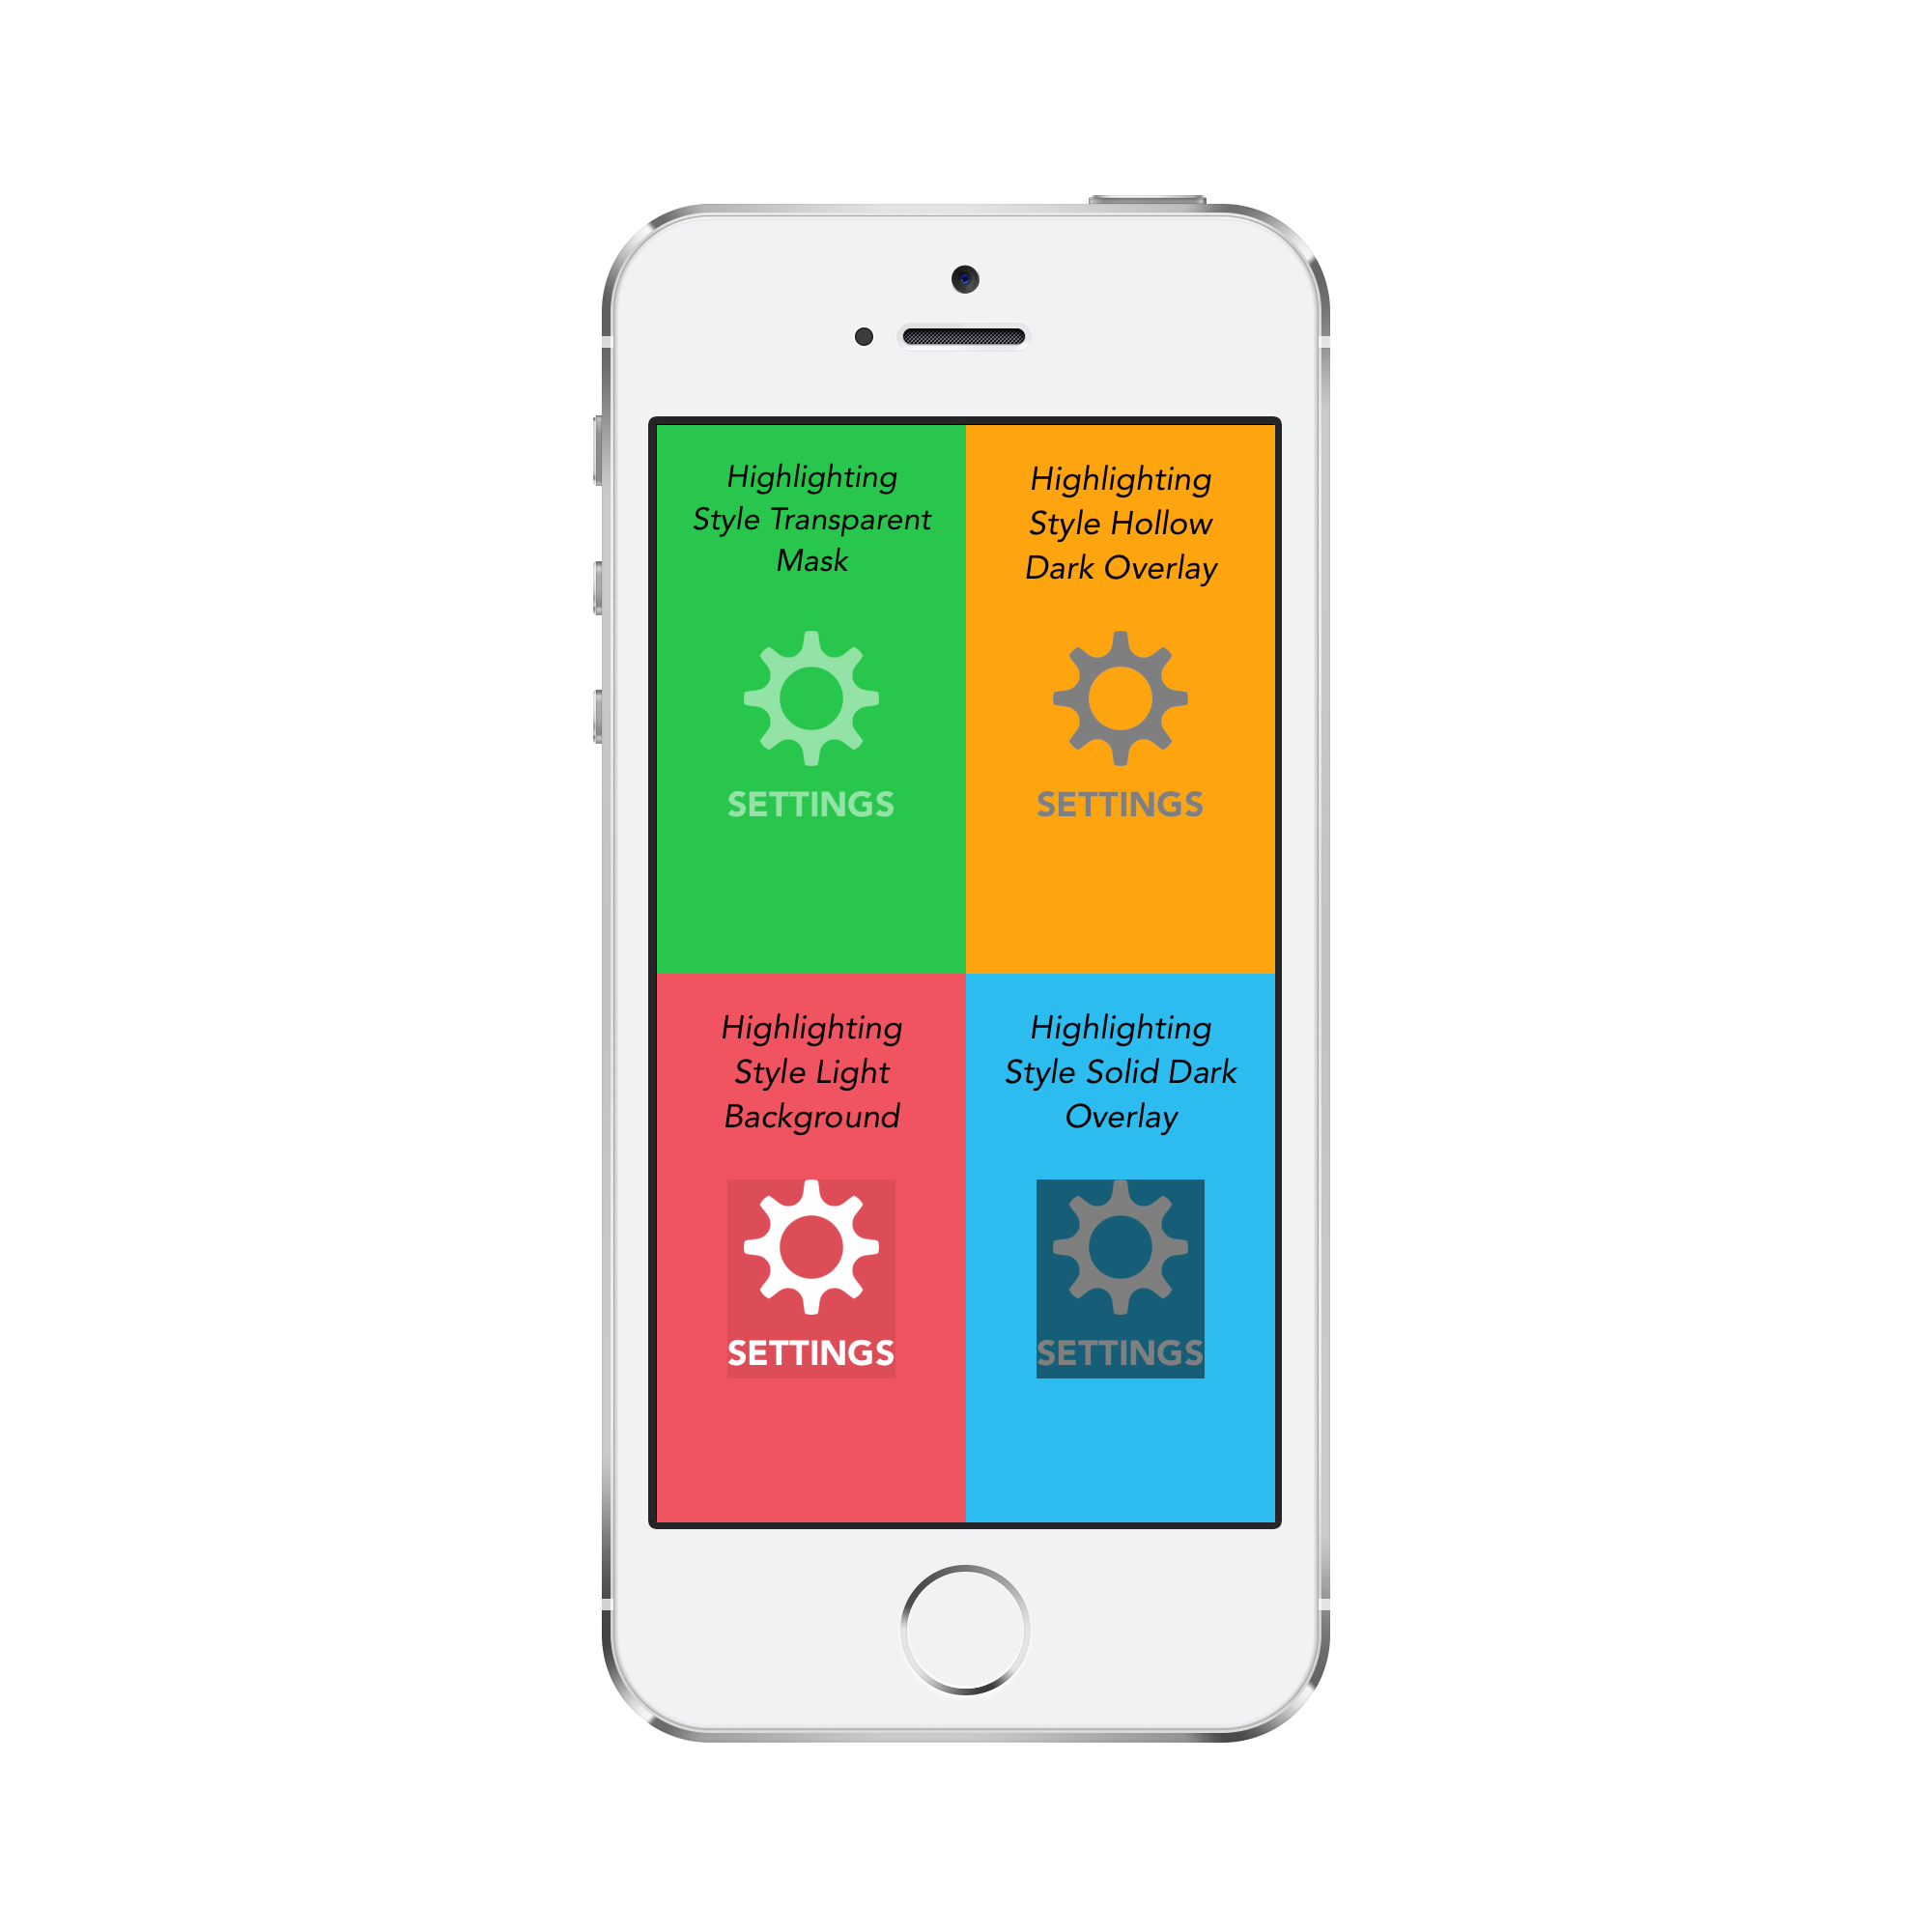 Highlighting
Style Transparent
Mask
SETTINGS
Highlighting
Style Hollow
Dark Overlay
SETTINGS
Highlighting
Style Light
Background
SETTINGS
Highlighting
Style Solid Dark
Overlay
SETTINGS